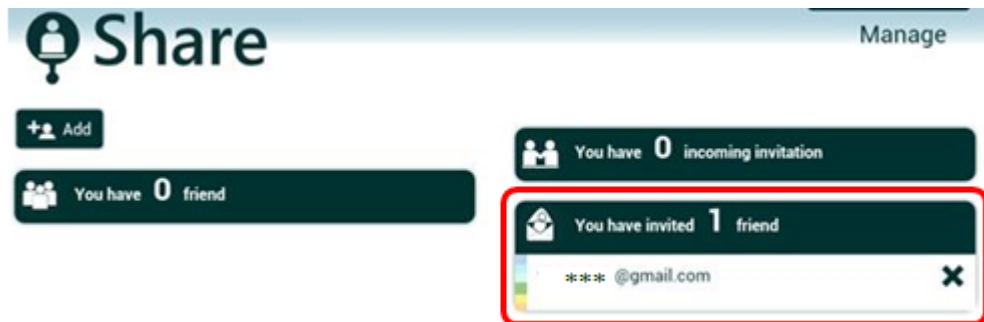 Share
Manage
Add
You have 0 friend
You have 0 incoming invitation
You have invited 1 friend
*** @gmail.com